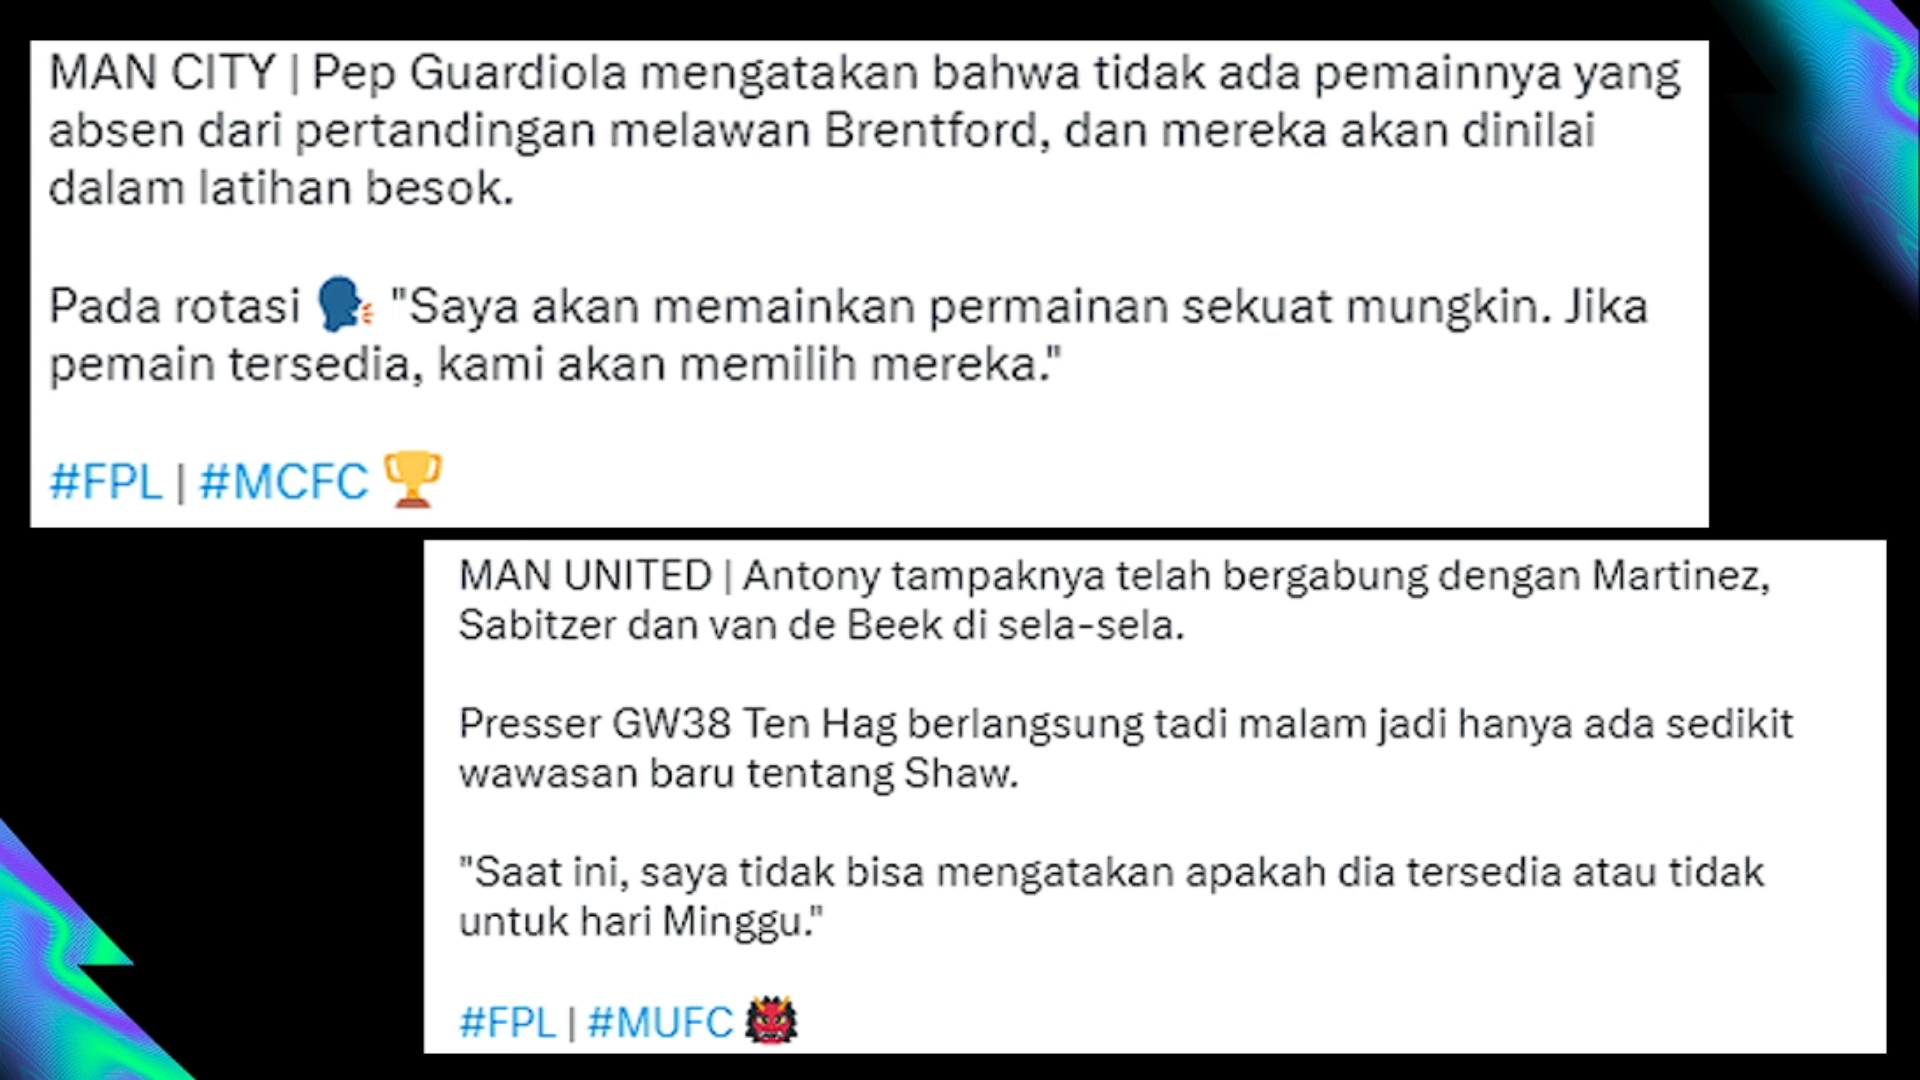 MAN CITY | Pep Guardiola mengatakan bahwa tidak ada pemainnya yang
absen dari pertandingan melawan Brentford, dan mereka akan dinilai
dalam latihan besok.
Pada rotasi 🗣️ "Saya akan memainkan permainan sekuat mungkin. Jika
pemain tersedia, kami akan memilih mereka."
#FPL | #MCFC 🏆
MAN UNITED | Antony tampaknya telah bergabung dengan Martinez,
Sabitzer dan van de Beek di sela-sela.
Presser GW38 Ten Hag berlangsung tadi malam jadi hanya ada sedikit
wawasan baru tentang Shaw.
"Saat ini, saya tidak bisa mengatakan apakah dia tersedia atau tidak
untuk hari Minggu."
#FPL | #MUFC 👹